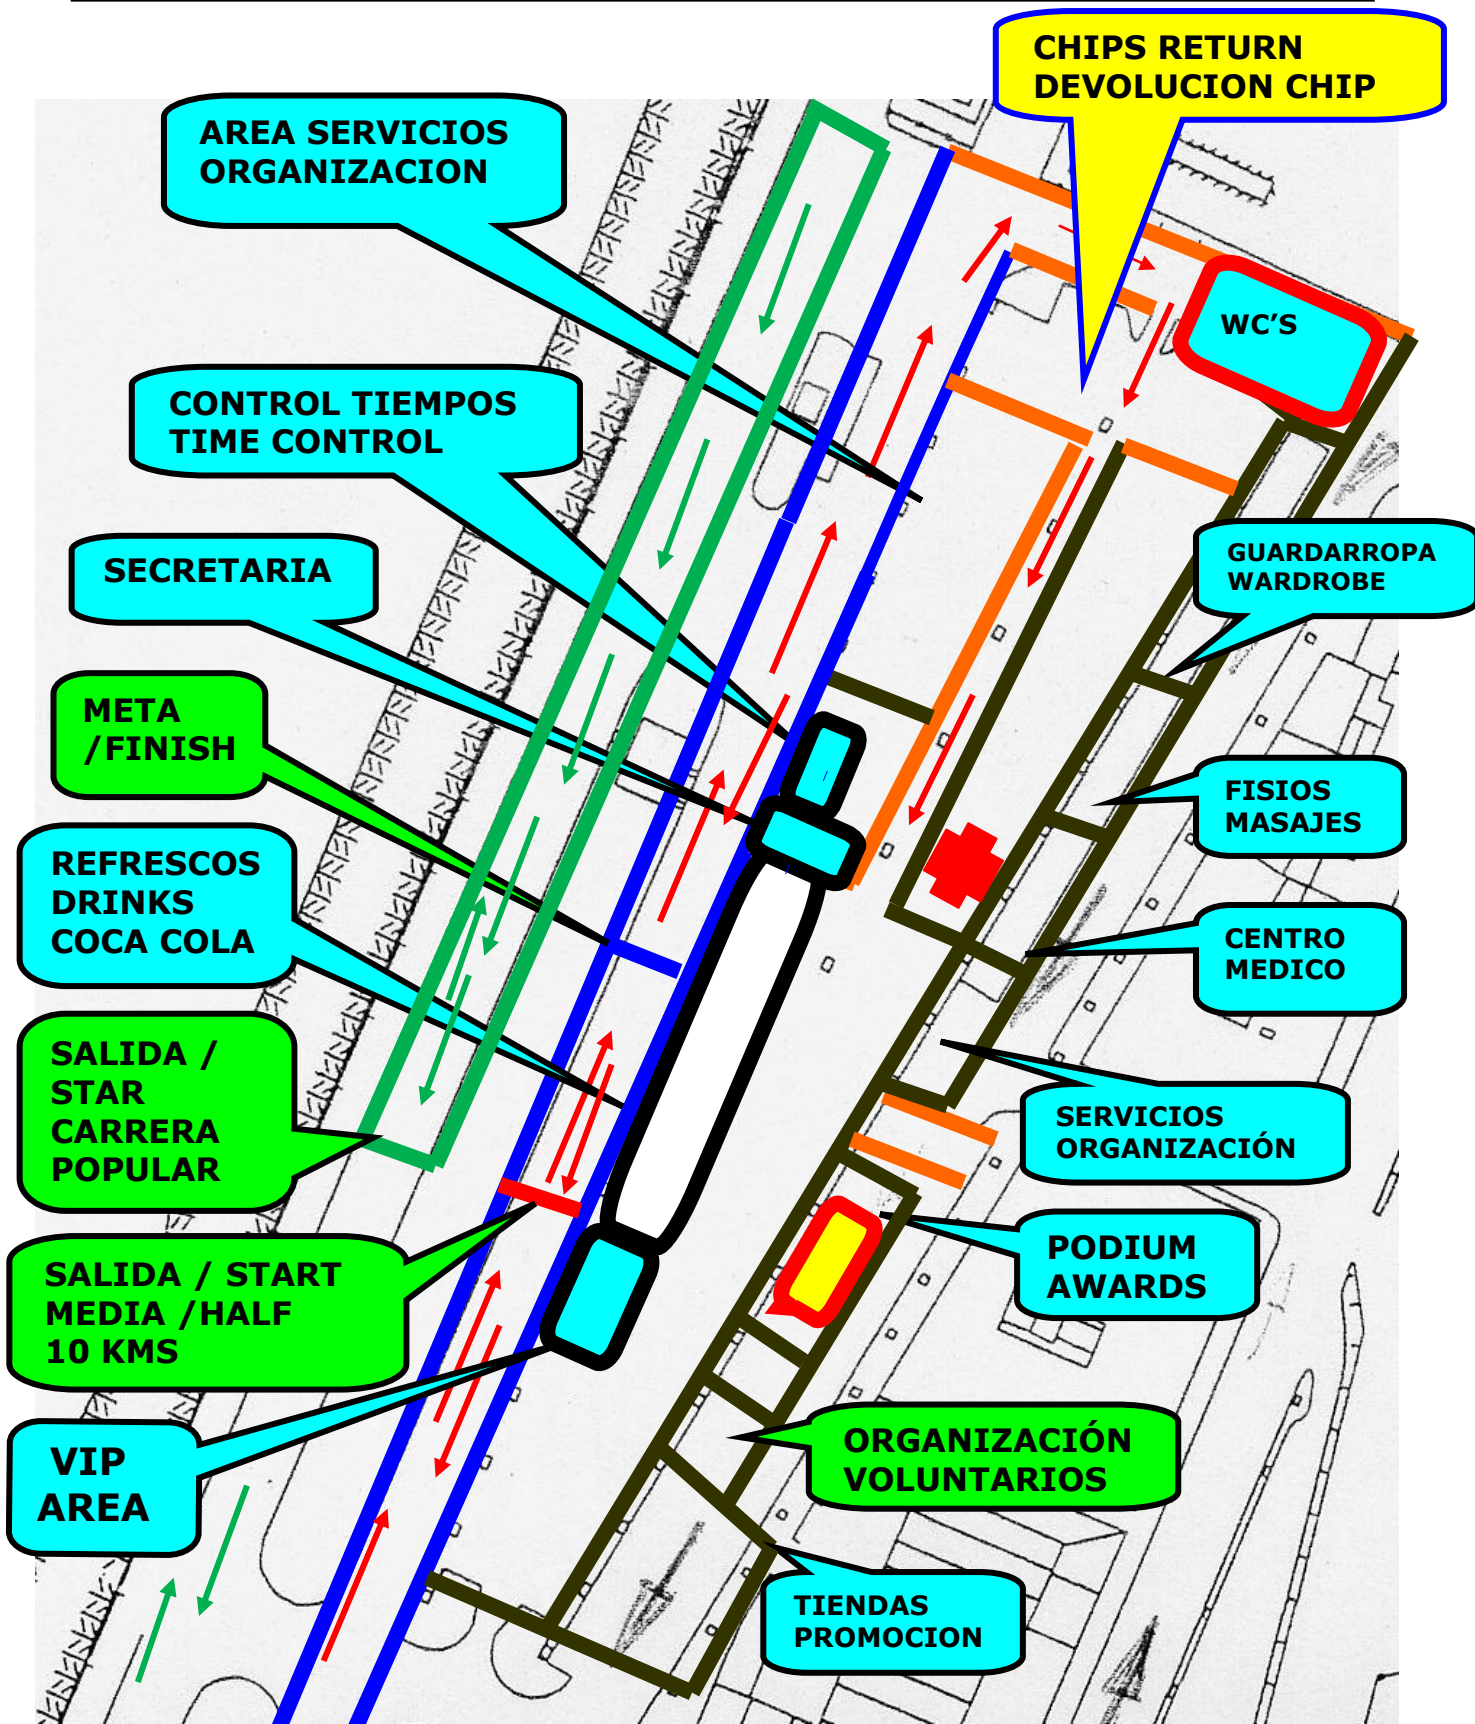 CHIPS RETURN
DEVOLUCION CHIP
AREA SERVICIOS
ORGANIZACION
WC'S
CONTROL TIEMPOS
TIME CONTROL
SECRETARIA
GUARDARROPA
WARDROBE
META
/FINISH
FISIOS
MASAJES
REFRESCOS
DRINKS
COCA COLA
CENTRO
MEDICO
SALIDA /
STAR
CARRERA
POPULAR
SERVICIOS
ORGANIZACIÓN
PODIUM
AWARDS
SALIDA / START
MEDIA /HALF
10 KMS
VIP
AREA
ORGANIZACIÓN
VOLUNTARIOS
TIENDAS
PROMOCION